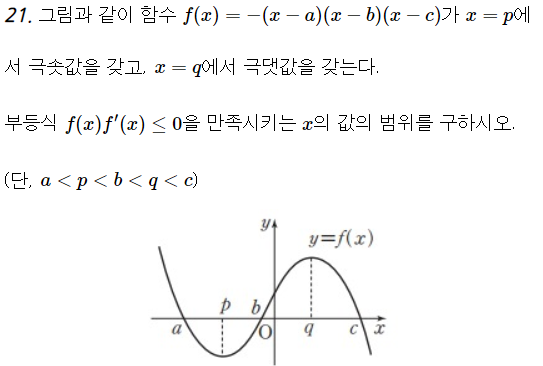 21. 그림과 같이 함수 f(x)=-(x-a)(x-b)(x-c)가 x=p에
서 극솟값을 갖고, x=q에서 극댓값을 갖는다.
부등식 f(x)f′(x)≤0을 만족시키는 x의 값의 범위를 구하시오.
(단, a<p<b<q<c)
y
y=f(x)
p b
a O q c x